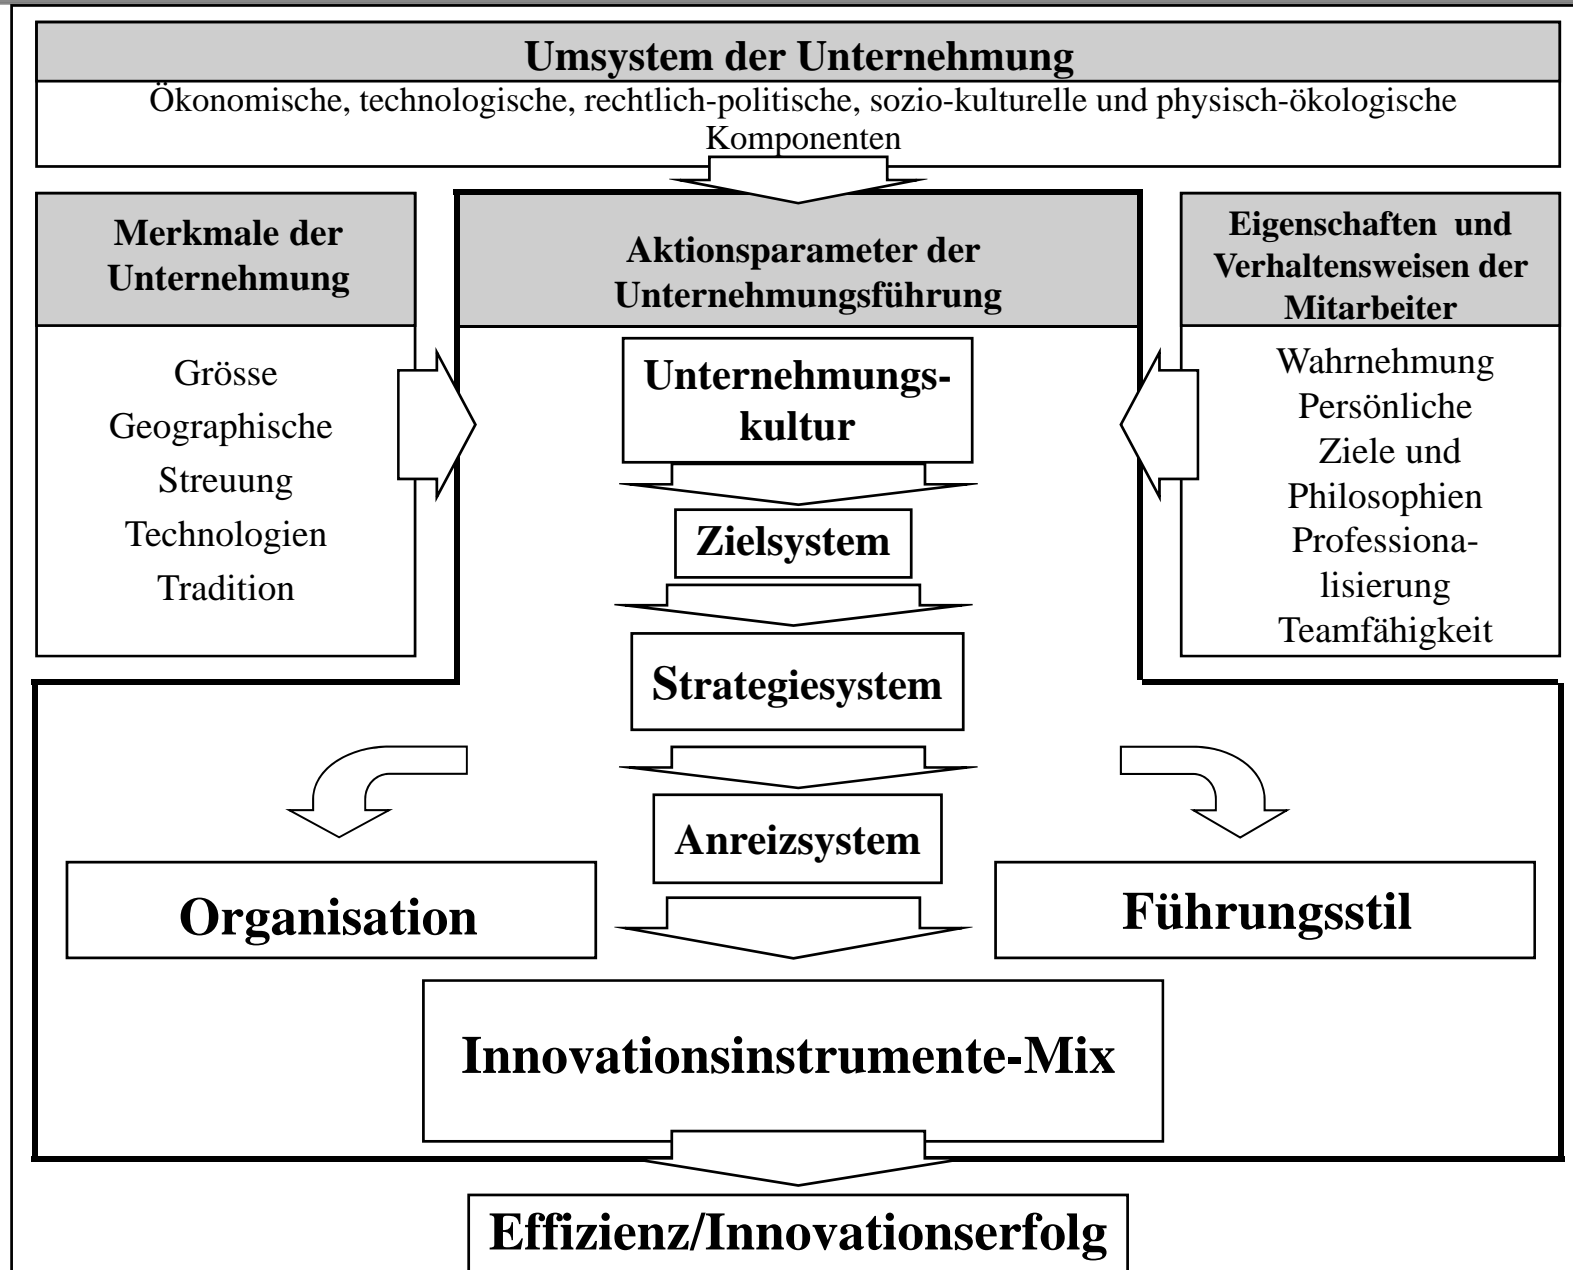 Umsystem der Unternehmung
Ökonomische, technologische, rechtlich-politische, sozio-kulturelle und physisch-ökologische
Komponenten
Merkmale der
Unternehmung
Grösse
Geographische
Streuung
Technologien
Tradition
Aktionsparameter der
Unternehmungsführung
Unternehmungs-
kultur
Zielsystem
Strategiesystem
Anreizsystem
Eigenschaften und
Verhaltensweisen der
Mitarbeiter
Wahrnehmung
Persönliche
Ziele und
Philosophien
Professiona-
lisierung
Teamfähigkeit
Organisation
Führungsstil
Innovationsinstrumente-Mix
Effizienz/Innovationserfolg